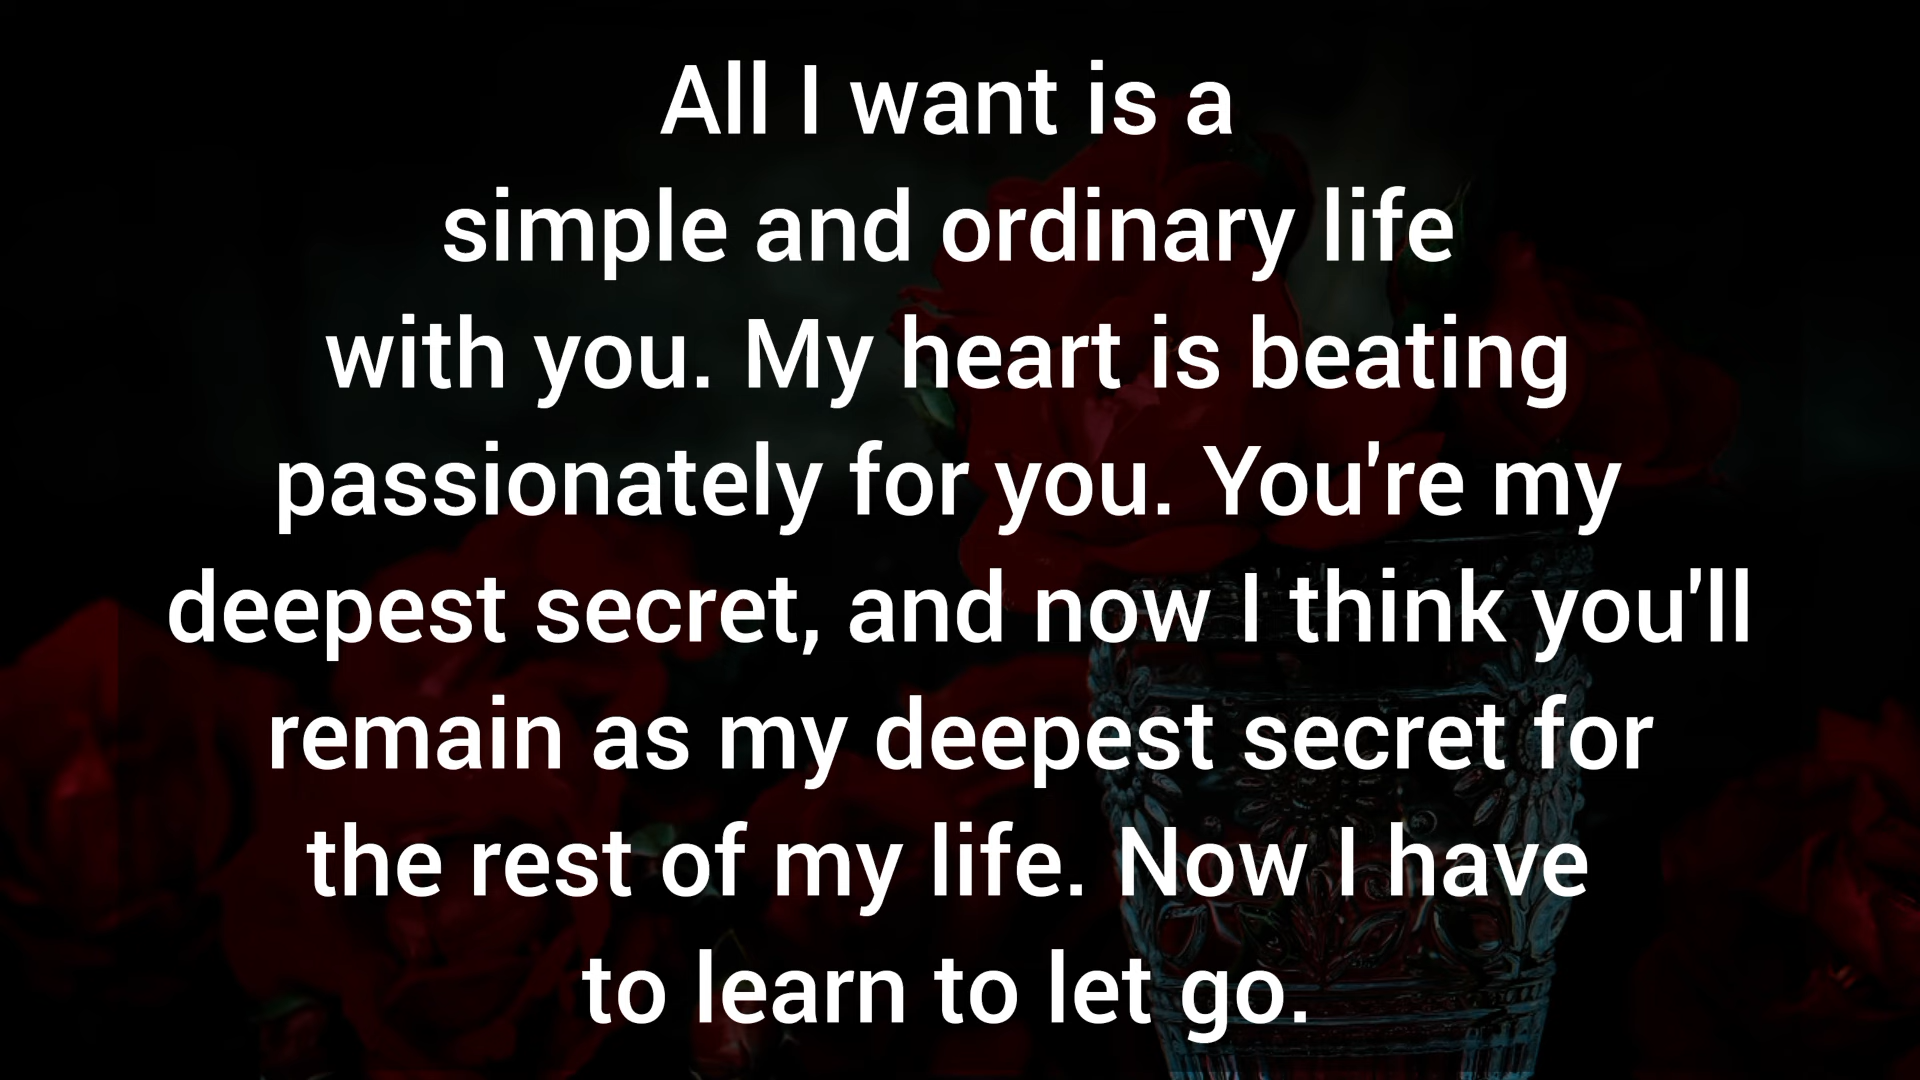 All I want is a
simple and ordinary life
with you. My heart is beating
passionately for you. You're my
deepest secret, and now I think you'll
remain as my deepest secret for
the rest of my life. Now I have
to learn to let go.